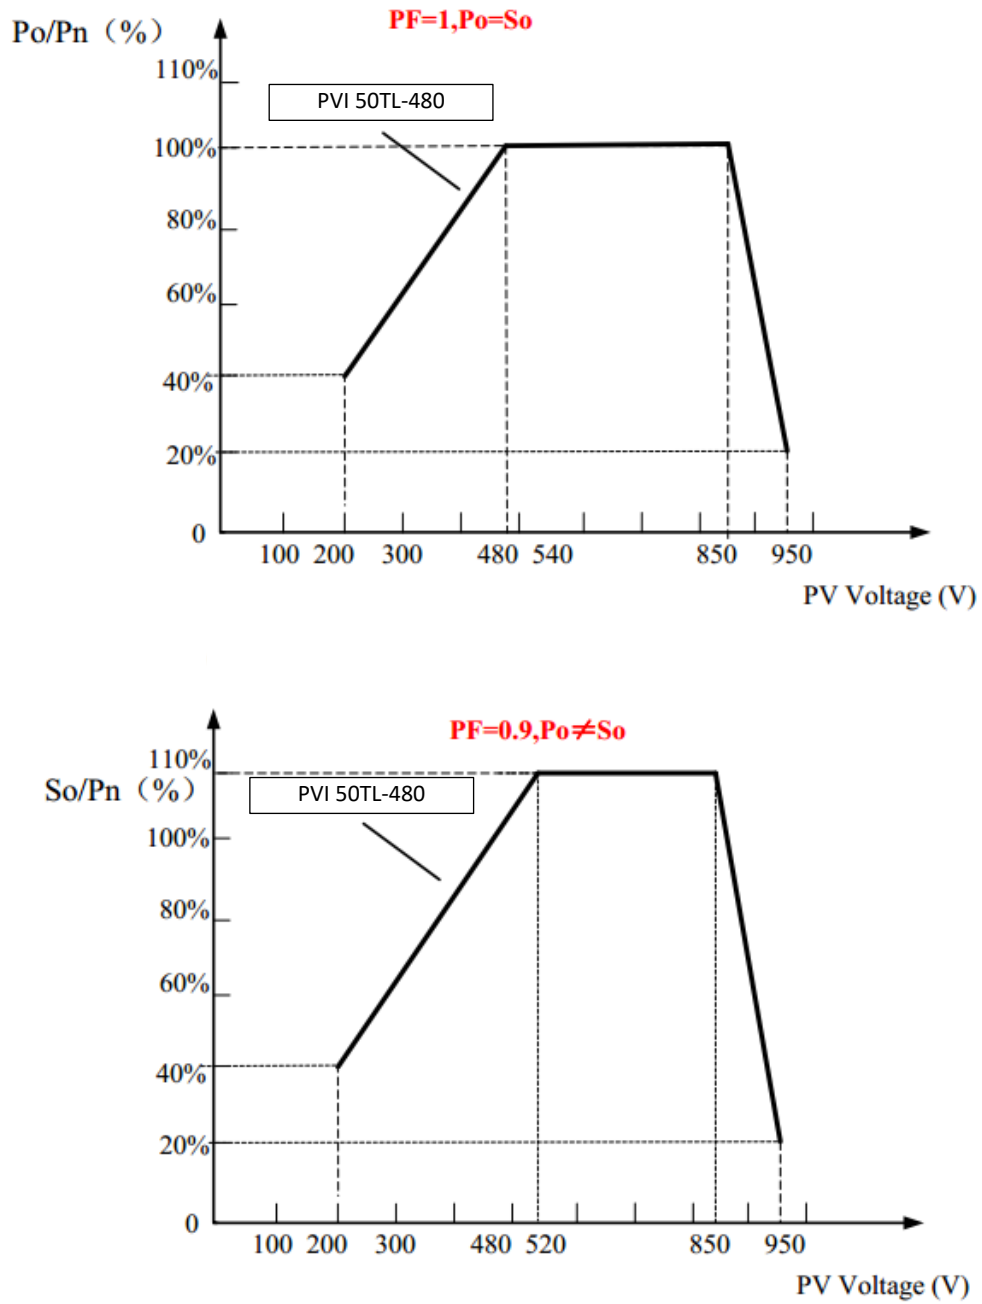 PF=1,Po=So
Po/Pn（%）
110%
PVI 50TL-480
100%
80%
60%
40%
20%
0
100 200 300 480 540 850 950
PV Voltage (V)
PF=0.9,Po≠So
110%
So/Pn（%）
PVI 50TL-480
100%
80%
60%
40%
20%
0
100 200 300 480 520 850 950
PV Voltage (V)